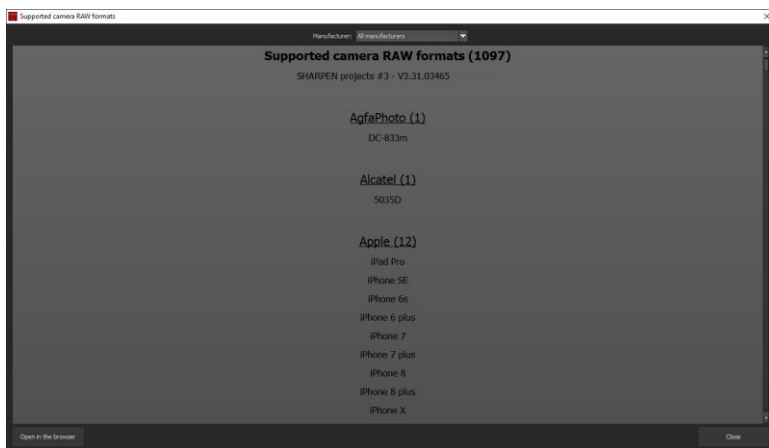 Supported camera RAW formats
Manufacturer: All manufacturers
Supported camera RAW formats (1097)
SHARPEN projects #3 - V3.31.03465
AgfaPhoto (1)
DC-833m
Alcatel (1)
5035D
Apple (12)
iPad Pro
iPhone SE
iPhone 6s
iPhone 6 plus
iPhone 7
iPhone 7 plus
iPhone 8
iPhone 8 plus
iPhone X
Open in the browser
Close